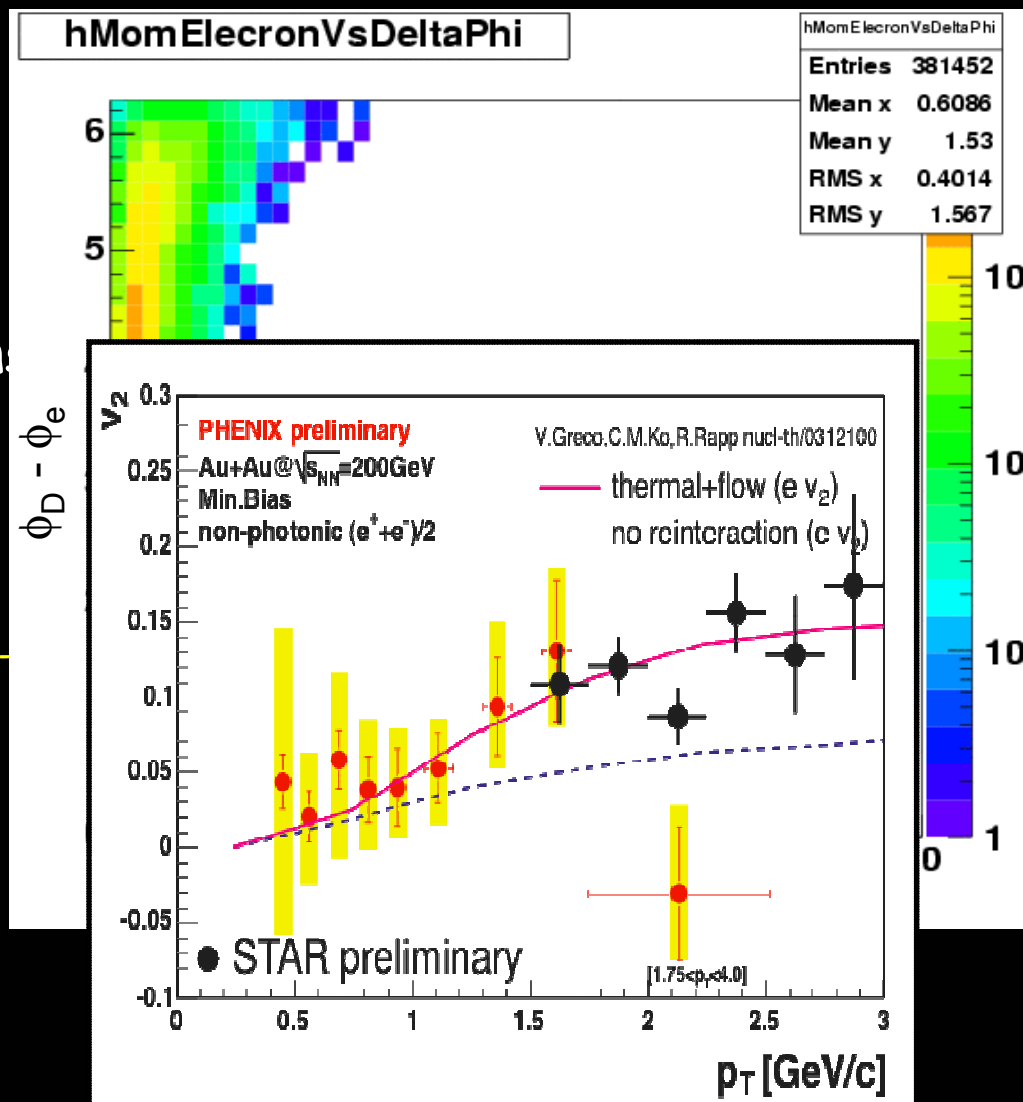 hMomElecronVsDeltaPhi
hMomElecronVsDeltaPhi
Entries 381452
Mean x 0.6086
Mean y 1.53
RMS x 0.4014
RMS y 1.567
6
5
10
10
10
1
0
ϕD - ϕe
v2
0.3
0.25
0.2
0.15
0.1
0.05
0
-0.05
-0.1
PHENIX preliminary
Au+Au@√sNN=200GeV
Min.Bias
non-photonic (e++e-)/2
V.Greco,C.M.Ko,R.Rapp nucl-th/0312100
thermal+flow (e v2)
no reinteraction (e v2)
STAR preliminary
[1.75<pT<4.0]
0 0.5 1 1.5 2 2.5 3
pT [GeV/c]